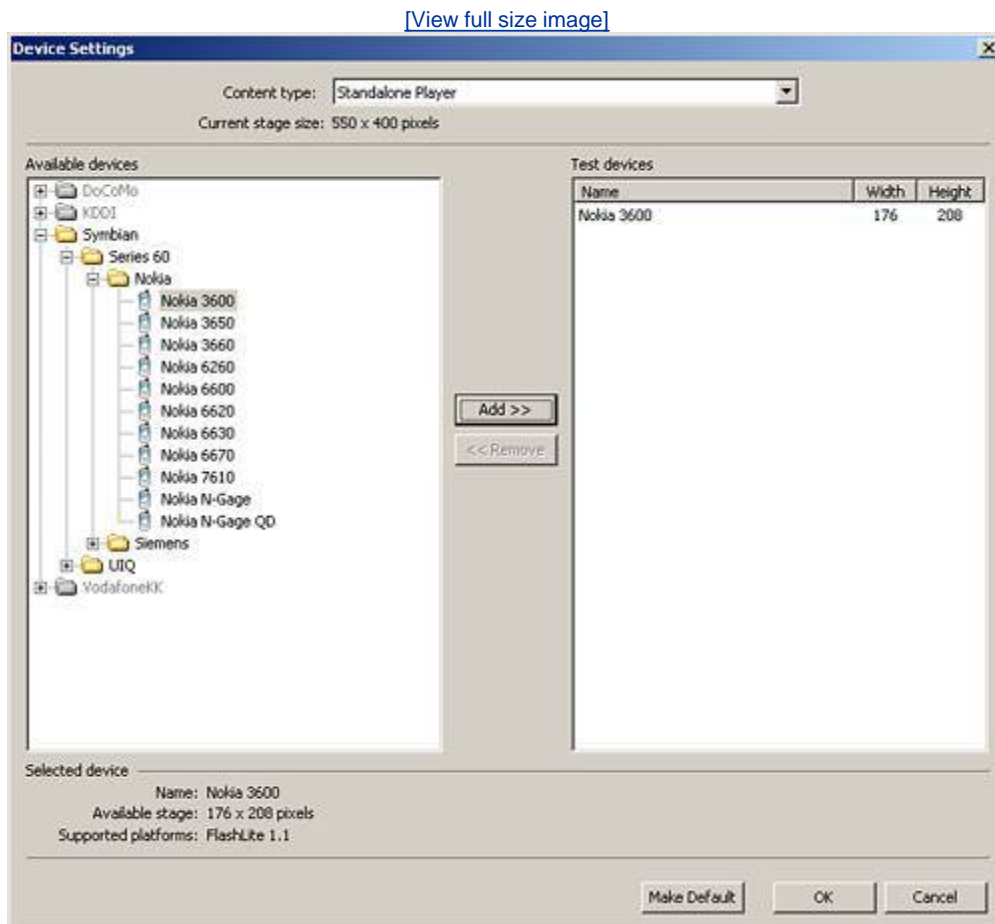 [View full size image]
Device Settings
Content type: Standalone Player
Current stage size: 550 x 400 pixels
Available devices
DoCoMo
KDDI
Symbian
Series 60
Nokia
Nokia 3600
Nokia 3650
Nokia 3660
Nokia 6260
Nokia 6600
Nokia 6620
Nokia 6630
Nokia 6670
Nokia 7610
Nokia N-Gage
Nokia N-Gage QD
Siemens
UIQ
VodafoneKK
Add >>
<< Remove
Test devices
Name Width Height
Nokia 3600 176 208
Selected device
Name: Nokia 3600
Available stage: 176 x 208 pixels
Supported platforms: FlashLite 1.1
Make Default OK Cancel